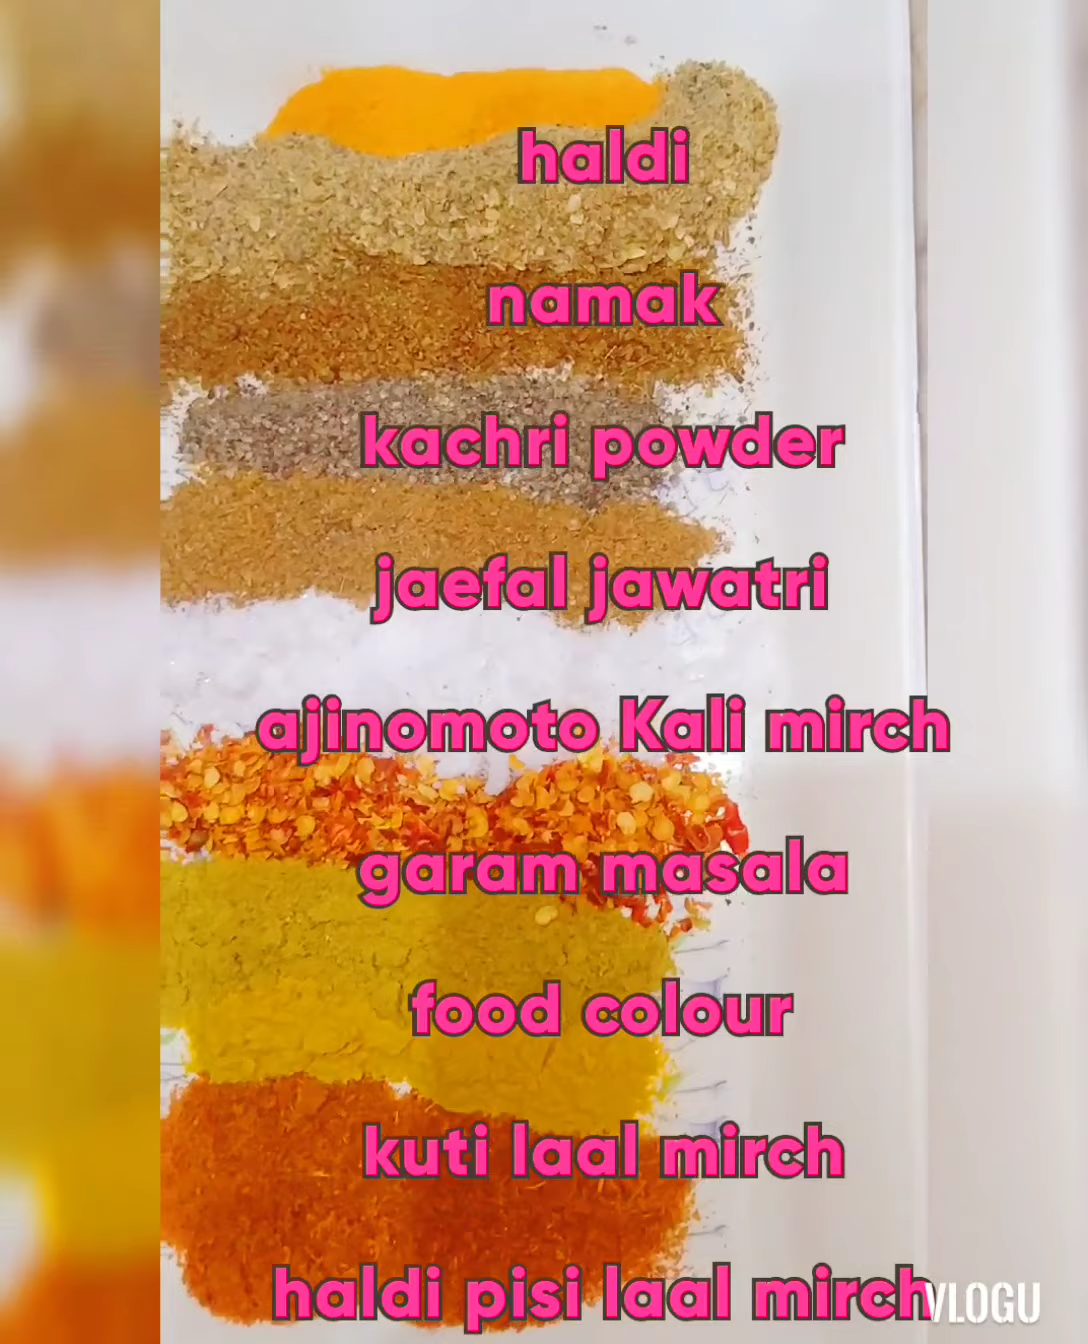 haldi
namak
kachri powder
jaefal jawatri
ajinomoto Kali mirch
garam masala
food colour
kuti laal mirch
haldi pisi laal mirch
VLOGU